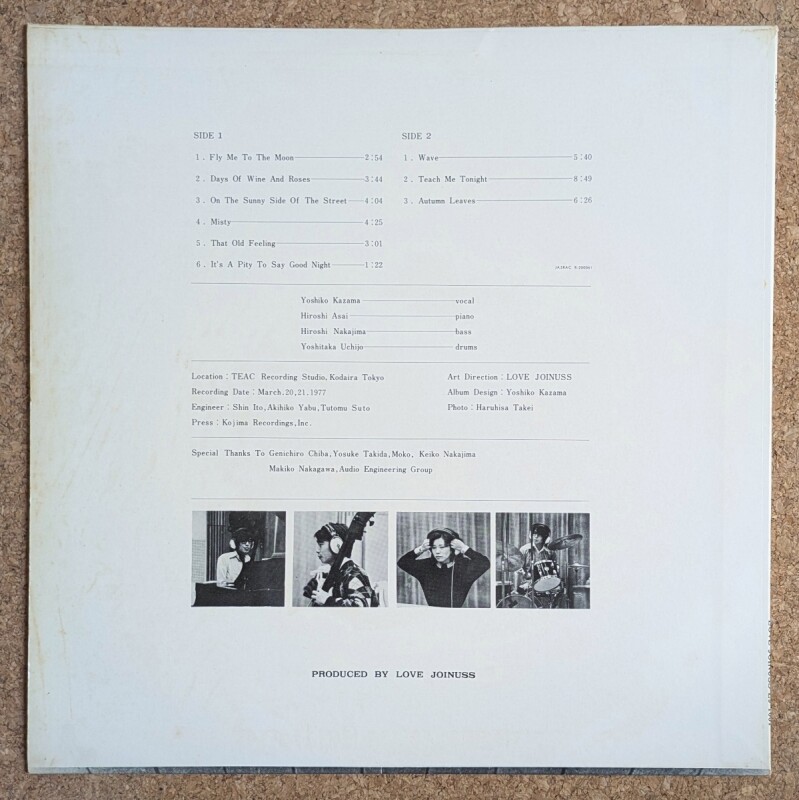 SIDE 1
1. Fly Me To The Moon 2:54
2. Days Of Wine And Roses 3:44
3. On The Sunny Side Of The Street 4:04
4. Misty 4:25
5. That Old Feeling 3:01
6. It's A Pity To Say Good Night 1:22
SIDE 2
1. Wave 5:40
2. Teach Me Tonight 8:49
3. Autumn Leaves 6:26
Yoshiko Kazama vocal
Hiroshi Asai piano
Hiroshi Nakajima bass
Yoshitaka Uchijo drums
Location: TEAC Recording Studio, Kodaira Tokyo
Recording Date: March.20,21.1977
Engineer: Shin Ito, Akihiko Yabu, Tutomu Suto
Press: Kojima Recordings, Inc.
Art Direction: LOVE JOINUSS
Album Design: Yoshiko Kazama
Photo: Haruhisa Takei
Special Thanks To Genichiro Chiba, Yosuke Takida, Moko, Keiko Nakajima
Makiko Nakagawa, Audio Engineering Group
PRODUCED BY LOVE JOINUSS